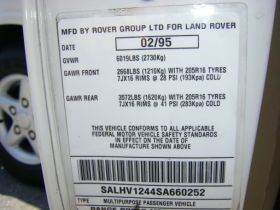 MFD BY ROVER GROUP LTD FOR LAND ROVER
DATE 02/95
GVWR 6019LBS (2730Kg)
GAWR FRONT 2668LBS (1210Kg) WITH 205R16 TYRES
7JX16 RIMS @ 28 PSI (193Kpa) COLD
GAWR REAR 3572LBS (1620Kg) WITH 205R16 TYRES
7JX16 RIMS @ 41 PSI (283Kpa) COLD
THIS VEHICLE CONFORMS TO ALL APPLICABLE
U.S. FEDERAL MOTOR VEHICLE SAFETY
STANDARDS IN EFFECT ON THE DATE OF
MANUFACTURE SHOWN ABOVE
SALHV1244SA660252
TYPE MULTIPURPOSE PASSENGER VEHICLE
RANGE ROVER